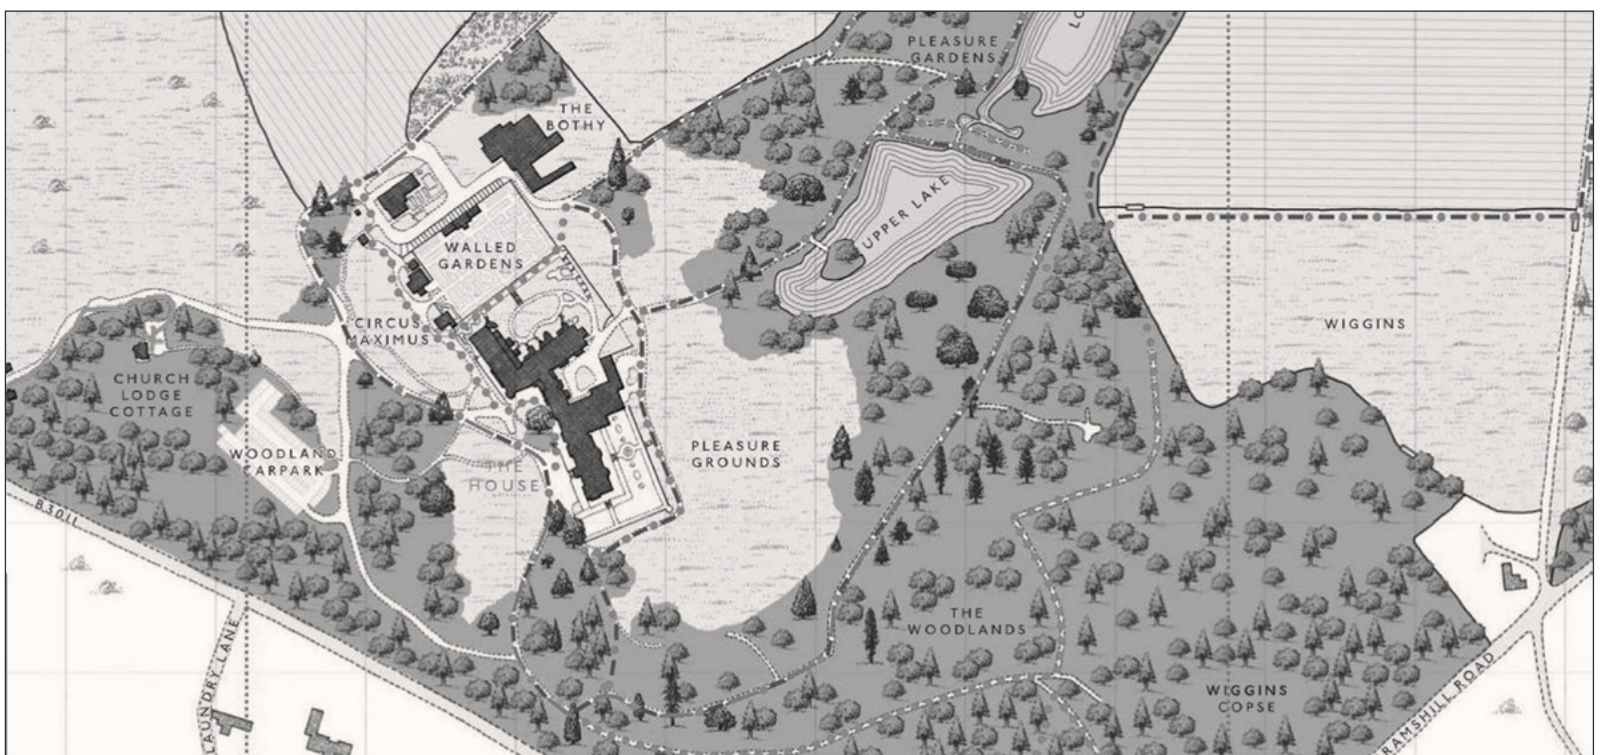 PLEASURE
GARDENS
LO
THE
BOTHY
UPPER LAKE
WALLED
GARDENS
CIRCUS
MAXIMUS
WIGGINS
CHURCH
LODGE
COTTAGE
WOODLAND
CARPARK
THE
HOUSE
PLEASURE
GROUNDS
B3011
THE
WOODLANDS
LAUNDRY LANE
WIGGINS
COPSE
RAMSHILL ROAD